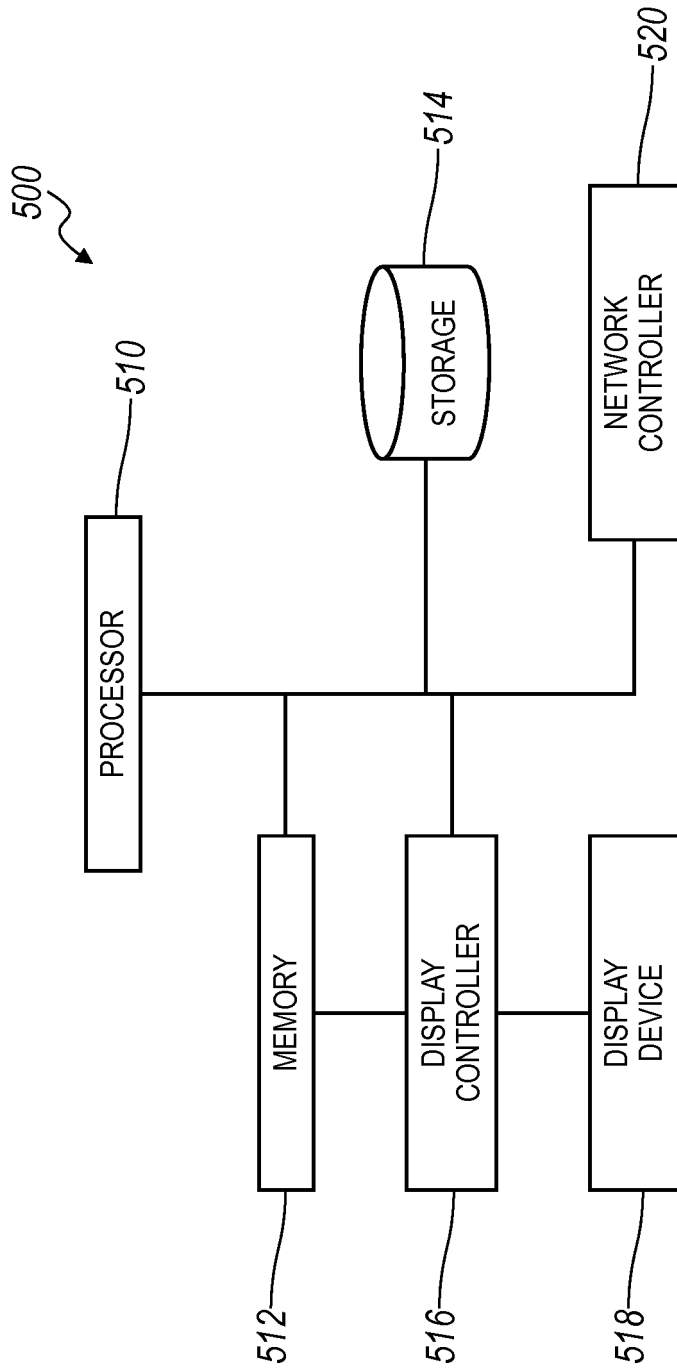 500
510
PROCESSOR
514
STORAGE
512
MEMORY
516
DISPLAY
CONTROLLER
518
DISPLAY
DEVICE
520
NETWORK
CONTROLLER